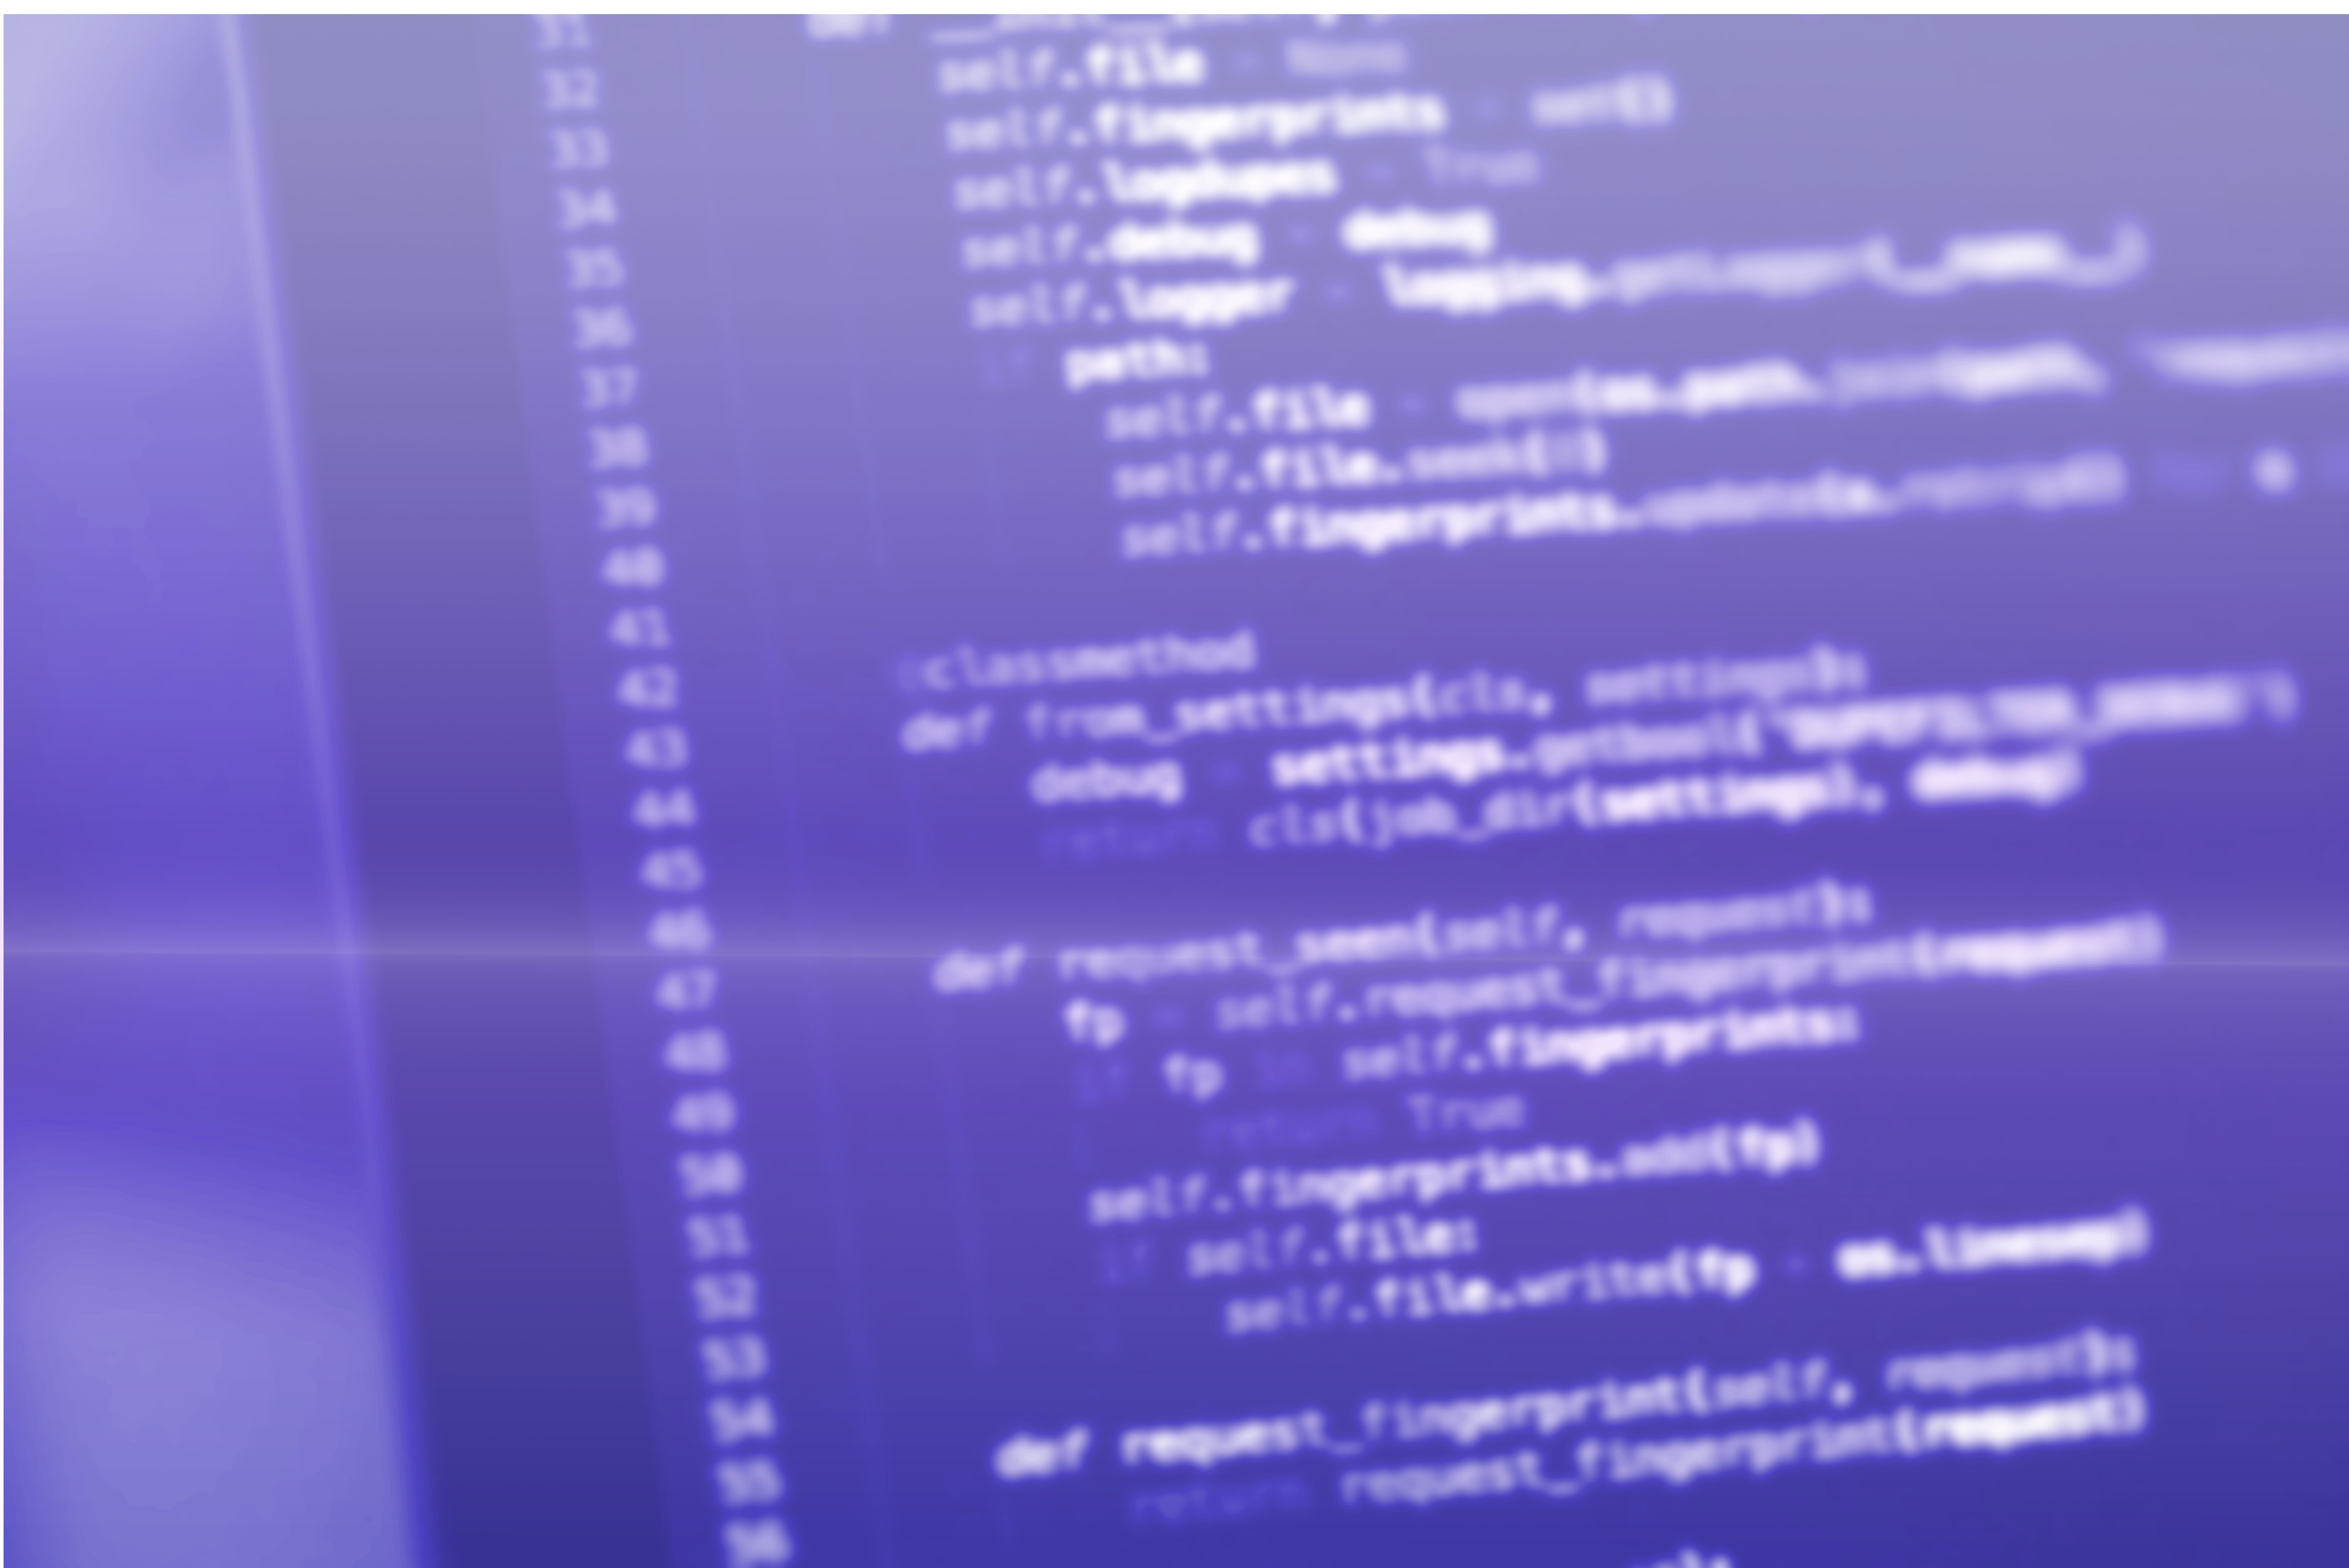 31 def __init__
32 self.file = None
33 self.fingerprints = set()
34 self.logdupes = True
35 self.debug = debug
36 self.logger = logging.getLogger(__name__)
37 if path:
38 self.file = open(os.path.join(path,
39 self.file.seek(0)
40 self.fingerprints.update(x.rstrip() for x
41
42 @classmethod
43 def from_settings(cls, settings):
44 debug = settings.getbool('DUPEFILTER_DEBUG')
45 return cls(job_dir(settings), debug)
46
47 def request_seen(self, request):
48 fp = self.request_fingerprint(request)
49 if fp in self.fingerprints:
50 return True
51 self.fingerprints.add(fp)
52 if self.file:
53 self.file.write(fp + os.linesep)
54
55 def request_fingerprint(self, request):
56 return request_fingerprint(request)